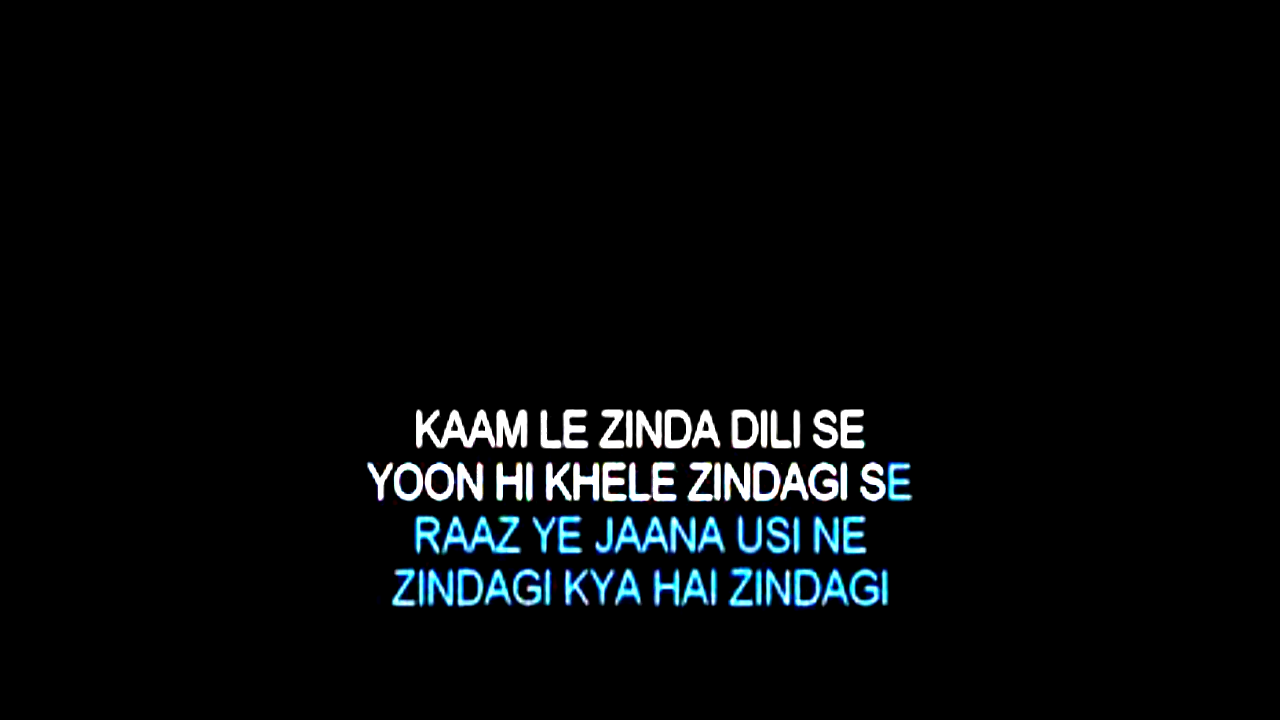 KAAM LE ZINDA DILI SE
YOON HI KHELE ZINDAGI SE
RAAZ YE JAANA USI NE
ZINDAGI KYA HAI ZINDAGI